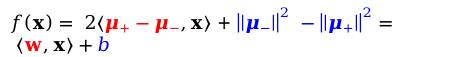 f(x) = 2⟨μ₊ − μ₋, x⟩ + ||μ₋||² − ||μ₊||² =
⟨w, x⟩ + b